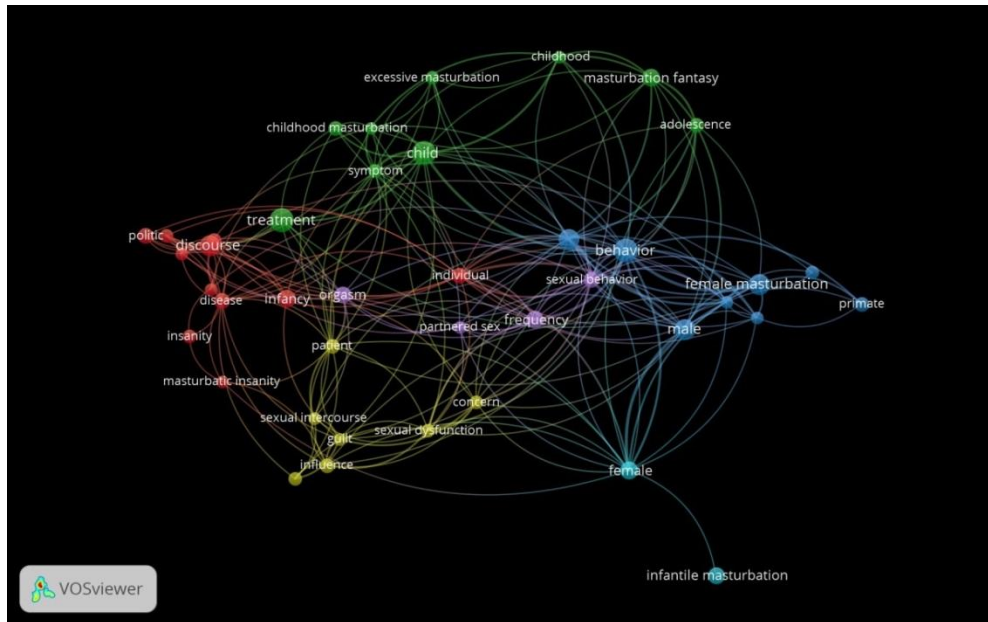 childhood
excessive masturbation
masturbation fantasy
adolescence
childhood masturbation
child
symptom
treatment
politic
discourse
behavior
individual
sexual behavior
female masturbation
disease
infancy
orgasm
primate
frequency
partnered sex
male
insanity
patient
masturbatic insanity
concern
sexual intercourse
sexual dysfunction
guilt
influence
female
infantile masturbation
VOSviewer